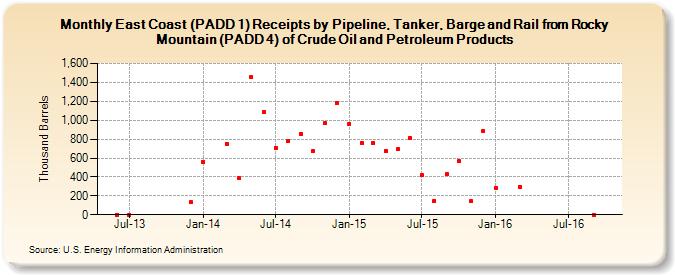 Monthly East Coast (PADD 1) Receipts by Pipeline, Tanker, Barge and Rail from Rocky
Mountain (PADD 4) of Crude Oil and Petroleum Products
Thousand Barrels
1,600
1,400
1,200
1,000
800
600
400
200
0
Jul-13
Jan-14
Jul-14
Jan-15
Jul-15
Jan-16
Jul-16
Source: U.S. Energy Information Administration